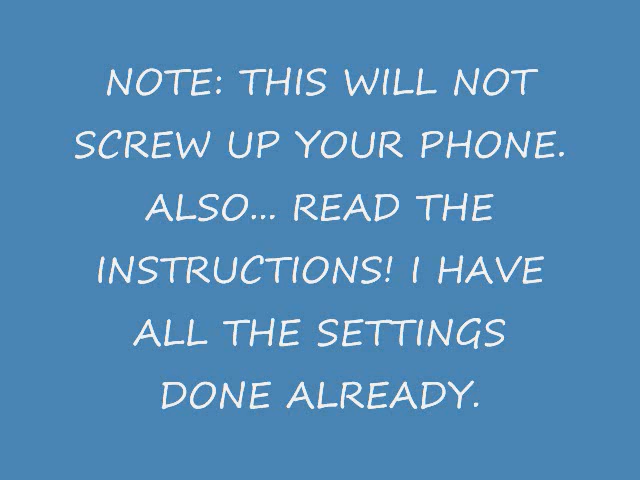 NOTE: THIS WILL NOT
SCREW UP YOUR PHONE.
ALSO... READ THE
INSTRUCTIONS! I HAVE
ALL THE SETTINGS
DONE ALREADY.